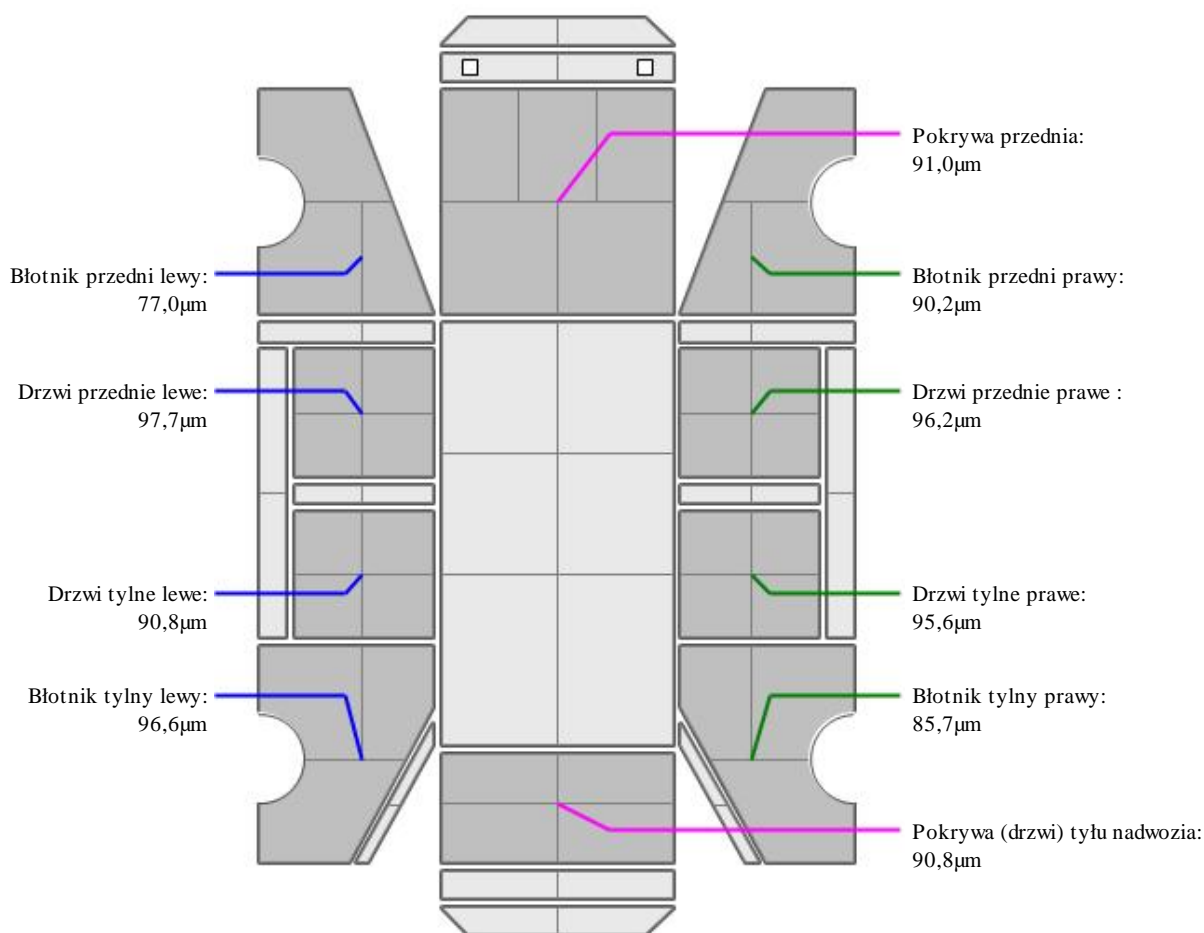 Pokrywa przednia:
91,0µm
Błotnik przedni lewy:
77,0µm
Błotnik przedni prawy:
90,2µm
Drzwi przednie lewe:
97,7µm
Drzwi przednie prawe :
96,2µm
Drzwi tylne lewe:
90,8µm
Drzwi tylne prawe:
95,6µm
Błotnik tylny lewy:
96,6µm
Błotnik tylny prawy:
85,7µm
Pokrywa (drzwi) tyłu nadwozia:
90,8µm